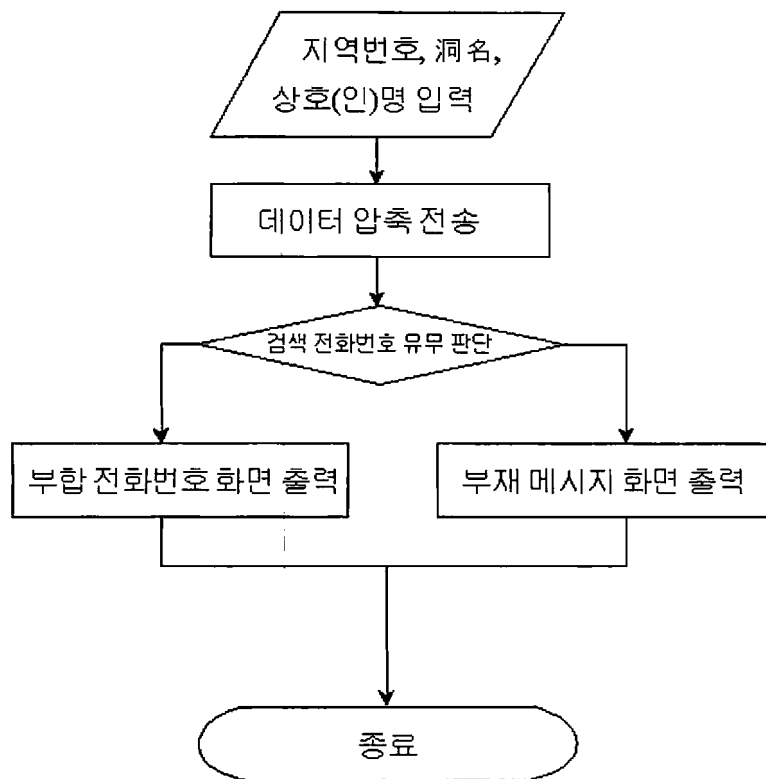 지역번호, 洞名,
상호(인)명 입력
데이터 압축 전송
검색 전화번호 유무 판단
부합 전화번호 화면 출력
부재 메시지 화면 출력
종료